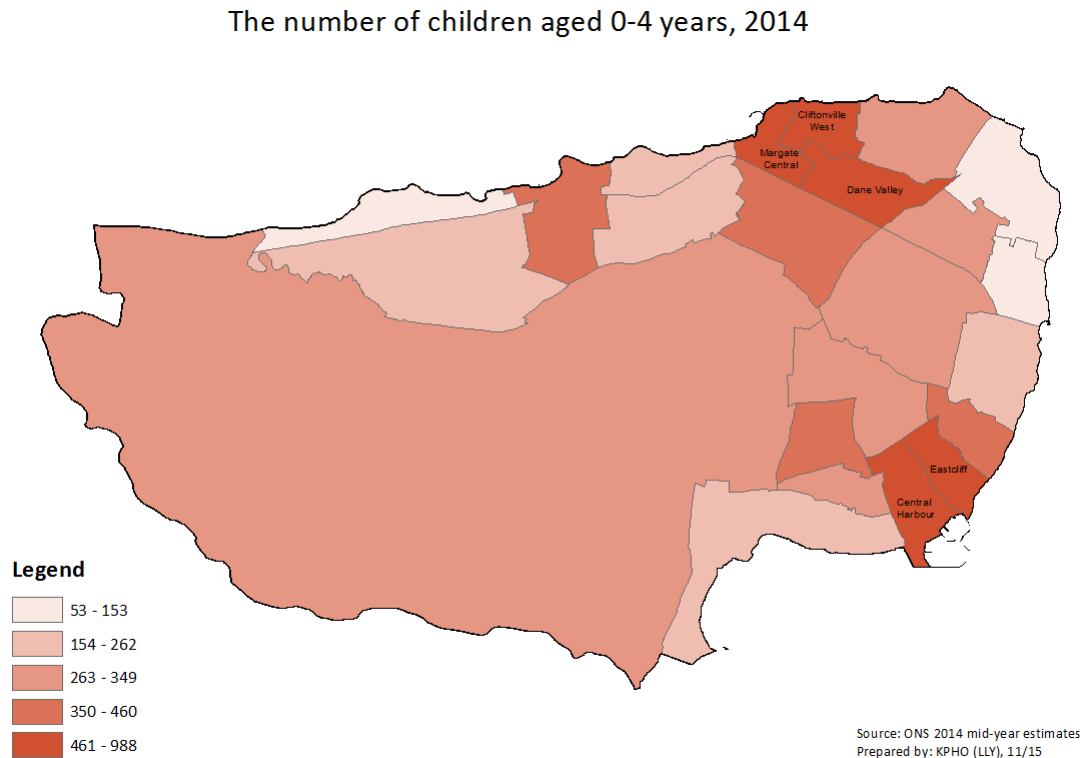 The number of children aged 0-4 years, 2014
Cliftonville
West
Margate
Central
Dane Valley
Eastcliff
Central
Harbour
Legend
53 - 153
154 - 262
263 - 349
350 - 460
461 - 988
Source: ONS 2014 mid-year estimates
Prepared by: KPHO (LLY), 11/15